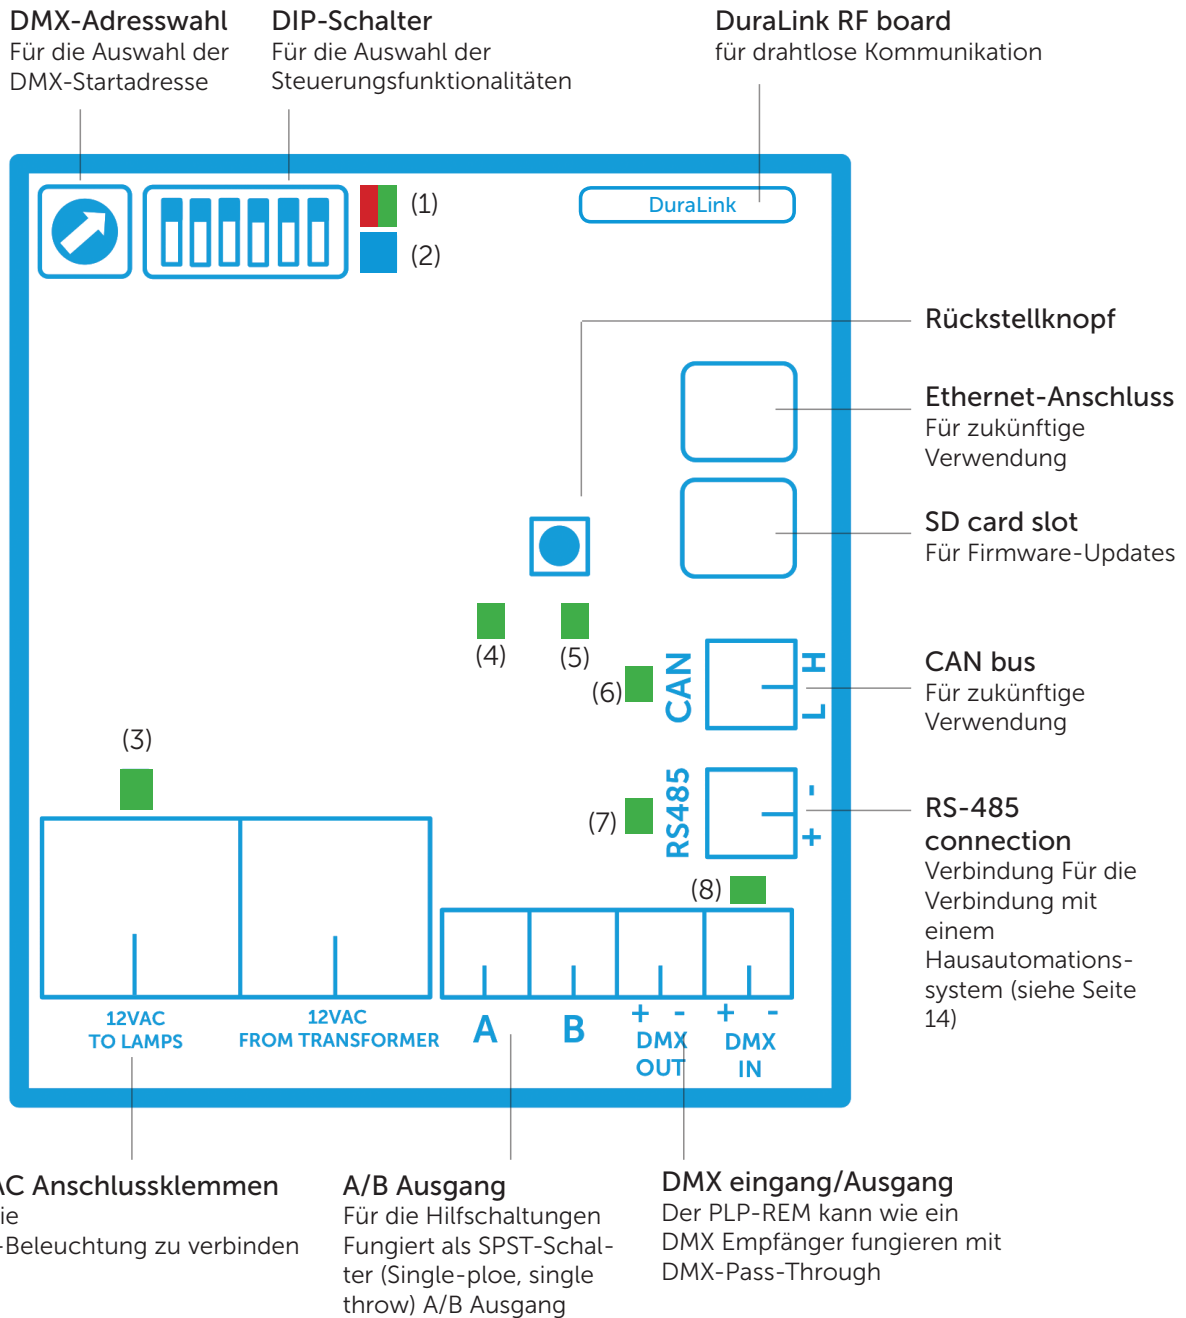 DMX-Adresswahl
Für die Auswahl der
DMX-Startadresse
DIP-Schalter
Für die Auswahl der
Steuerungsfunktionalitäten
DuraLink RF board
für drahtlose Kommunikation
(1)
(2)
DuraLink
Rückstellknopf
Ethernet-Anschluss
Für zukünftige
Verwendung
SD card slot
Für Firmware-Updates
(4)
(5)
(6)
CAN
H
L
CAN bus
Für zukünftige
Verwendung
(3)
(7)
RS485
-
+
RS-485
connection
Verbindung Für die
Verbindung mit
einem
Hausautomations-
system (siehe Seite
14)
(8)
12VAC
TO LAMPS
12VAC
FROM TRANSFORMER
A
B
+ -
DMX
OUT
+ -
DMX
IN
AC Anschlussklemmen
ie
-Beleuchtung zu verbinden
A/B Ausgang
Für die Hilfschaltungen
Fungiert als SPST-Schal-
ter (Single-ploe, single
throw) A/B Ausgang
DMX eingang/Ausgang
Der PLP-REM kann wie ein
DMX Empfänger fungieren mit
DMX-Pass-Through